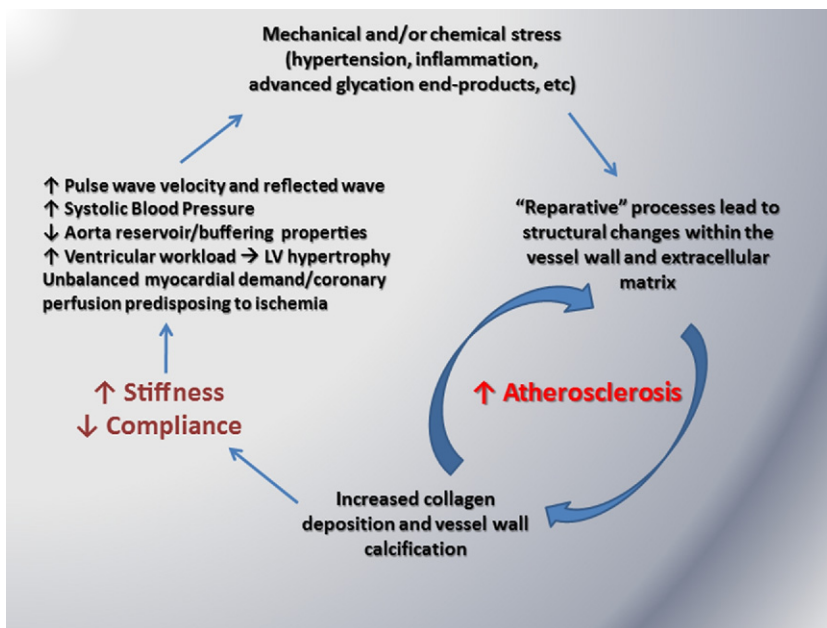 Mechanical and/or chemical stress
(hypertension, inflammation,
advanced glycation end-products, etc)
↑ Pulse wave velocity and reflected wave
↑ Systolic Blood Pressure
↓ Aorta reservoir/buffering properties
↑ Ventricular workload → LV hypertrophy
Unbalanced myocardial demand/coronary
perfusion predisposing to ischemia
“Reparative” processes lead to
structural changes within the
vessel wall and extracellular
matrix
↑ Stiffness
↓ Compliance
↑ Atherosclerosis
Increased collagen
deposition and vessel wall
calcification